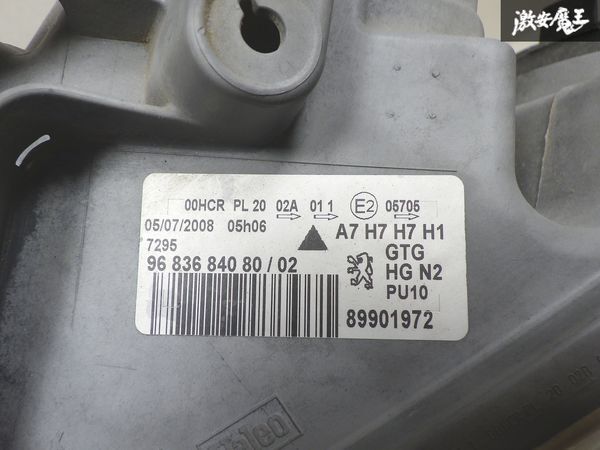 激安魔王
00HCR PL 20 02A 01 1 E2 05705
05/07/2008 05h06
7295
96 836 840 80 / 02
A7 H7 H7 H1
GTG
HG N2
PU10
89901972
Valeo